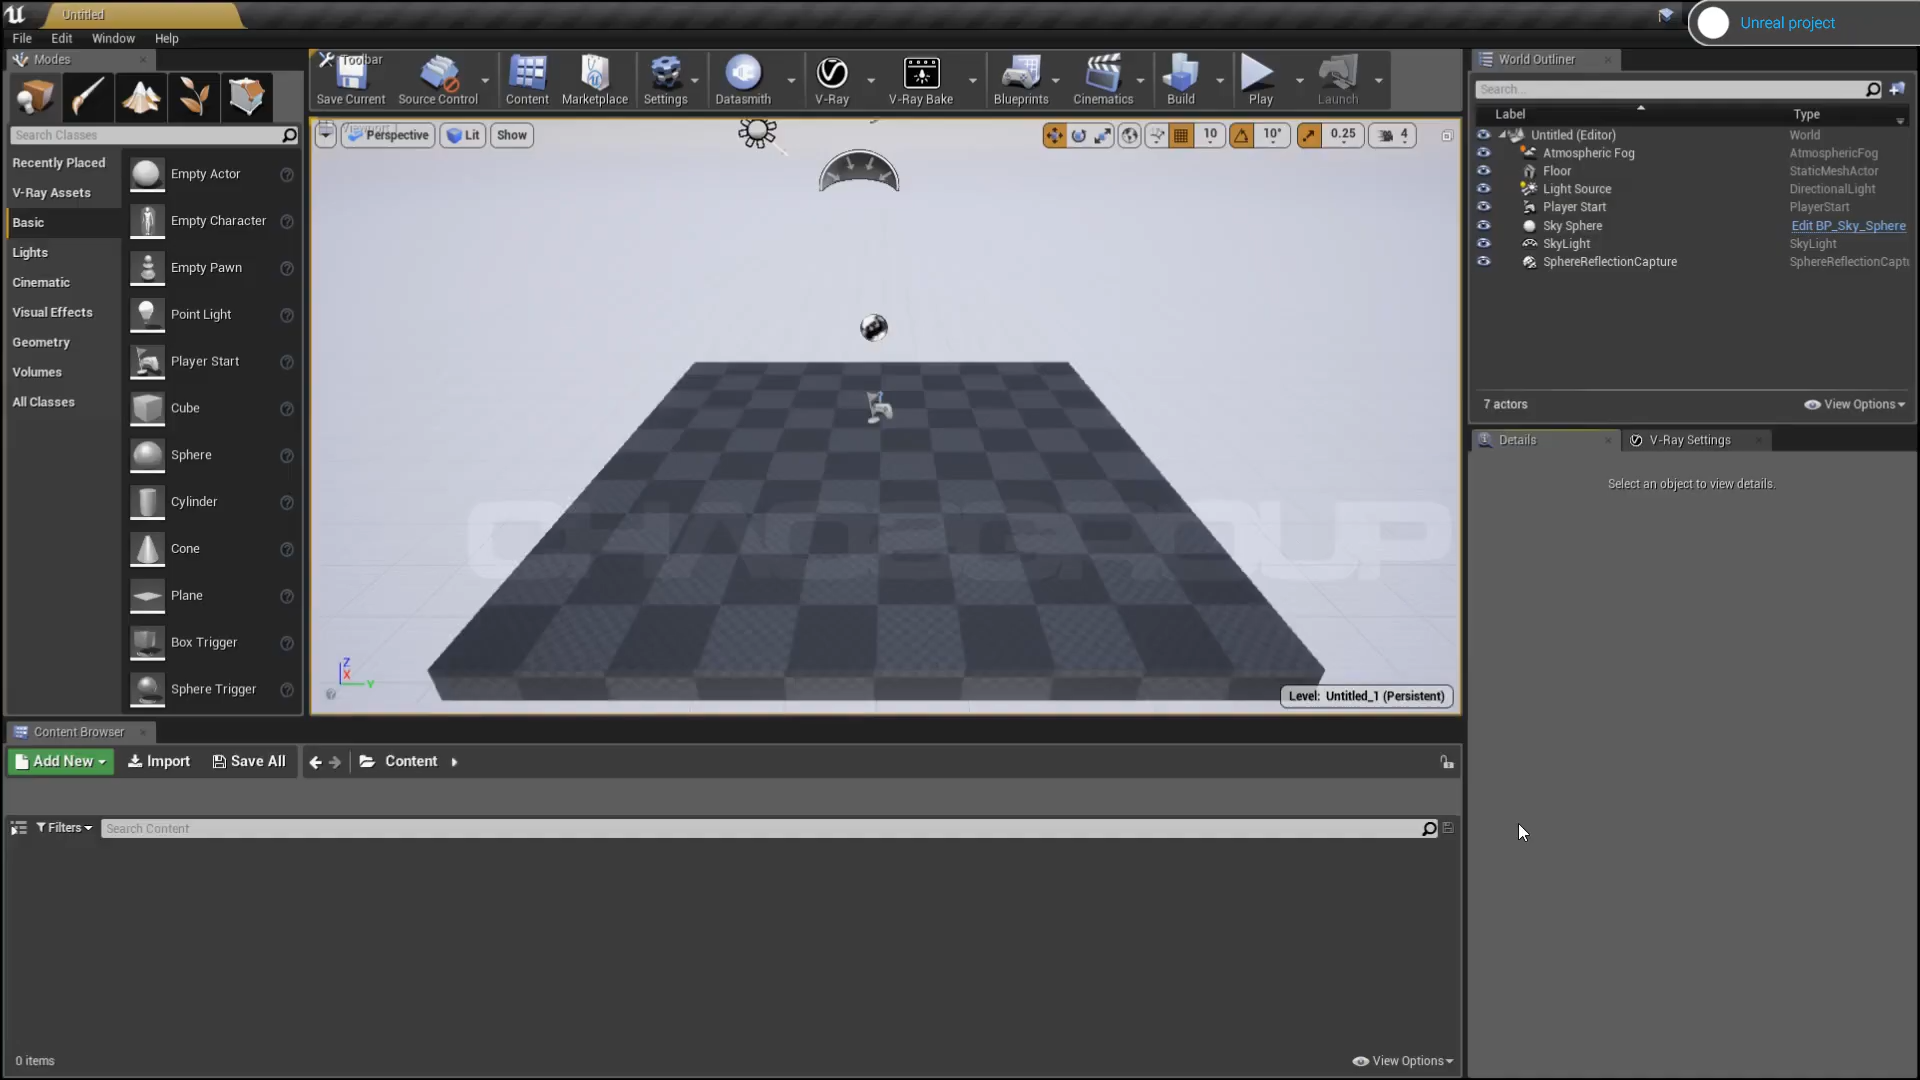 Untitled
Unreal project
File Edit Window Help
Modes
Toolbar
World Outliner
Save Current
Source Control
Content
Marketplace
Settings
Datasmith
V-Ray
V-Ray Bake
Blueprints
Cinematics
Build
Play
Launch
Search...
Label Type
Search Classes
Perspective
Lit
Show
10
10°
0.25
4
Untitled (Editor) World
Atmospheric Fog AtmosphericFog
Floor StaticMeshActor
Light Source DirectionalLight
Player Start PlayerStart
Sky Sphere Edit BP_Sky_Sphere
SkyLight SkyLight
SphereReflectionCapture SphereReflectionCaptu
7 actors
View Options
Recently Placed
V-Ray Assets
Basic
Lights
Cinematic
Visual Effects
Geometry
Volumes
All Classes
Empty Actor
Empty Character
Empty Pawn
Point Light
Player Start
Cube
Sphere
Cylinder
Cone
Plane
Box Trigger
Sphere Trigger
CHAOSGROUP
Z
X
Y
Level: Untitled_1 (Persistent)
Details
V-Ray Settings
Select an object to view details.
Content Browser
Add New
Import
Save All
Content
Filters
Search Content
0 items
View Options